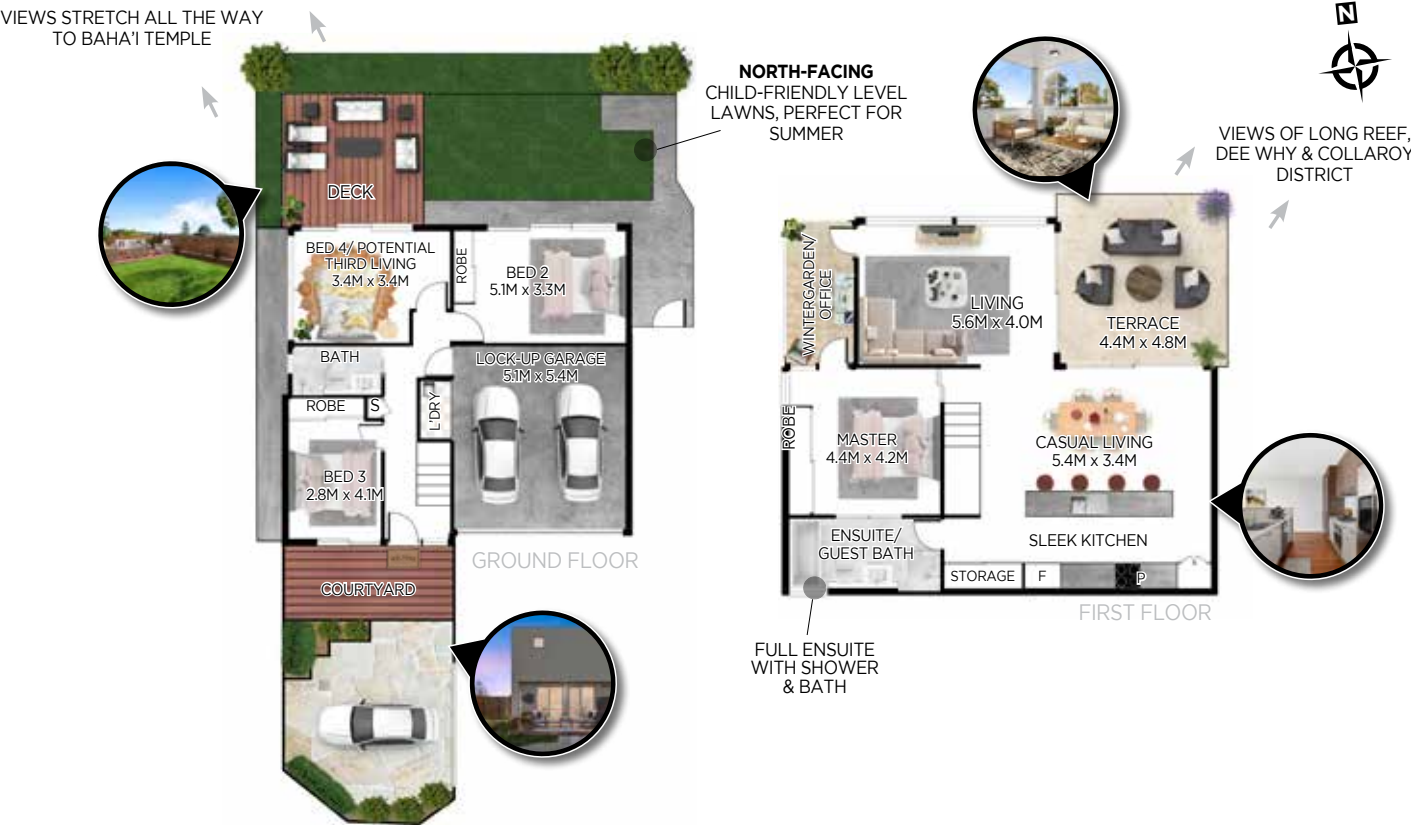 VIEWS STRETCH ALL THE WAY
TO BAHA'I TEMPLE
N
NORTH-FACING
CHILD-FRIENDLY LEVEL
LAWNS, PERFECT FOR
SUMMER
VIEWS OF LONG REEF,
DEE WHY & COLLAROY
DISTRICT
DECK
BED 4/ POTENTIAL
THIRD LIVING
3.4M x 3.4M
ROBE
BED 2
5.1M x 3.3M
BATH
LOCK-UP GARAGE
5.1M x 5.4M
ROBE
S
L'DRY
BED 3
2.8M x 4.1M
GROUND FLOOR
COURTYARD
WINTERGARDEN/
OFFICE
LIVING
5.6M x 4.0M
TERRACE
4.4M x 4.8M
ROBE
MASTER
4.4M x 4.2M
CASUAL LIVING
5.4M x 3.4M
ENSUITE/
GUEST BATH
SLEEK KITCHEN
STORAGE
F
P
FIRST FLOOR
FULL ENSUITE
WITH SHOWER
& BATH